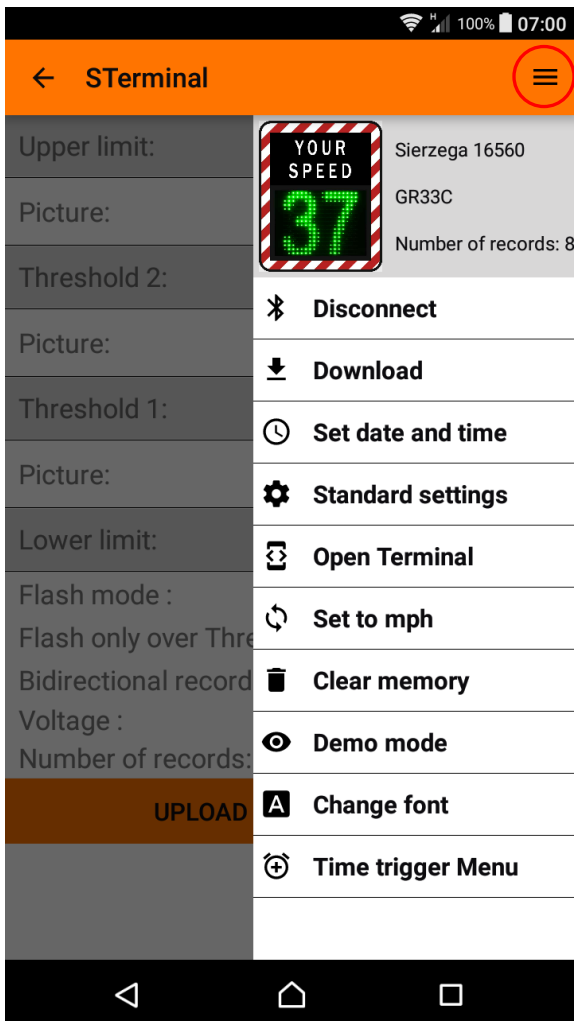 H 100% 07:00
STerminal
Upper limit:
Picture:
Threshold 2:
Picture:
Threshold 1:
Picture:
Lower limit:
Flash mode :
Flash only over Thre
Bidirectional record
Voltage :
Number of records:
UPLOAD
YOUR
SPEED
37
Sierzega 16560
GR33C
Number of records: 8
Disconnect
Download
Set date and time
Standard settings
Open Terminal
Set to mph
Clear memory
Demo mode
A Change font
Time trigger Menu